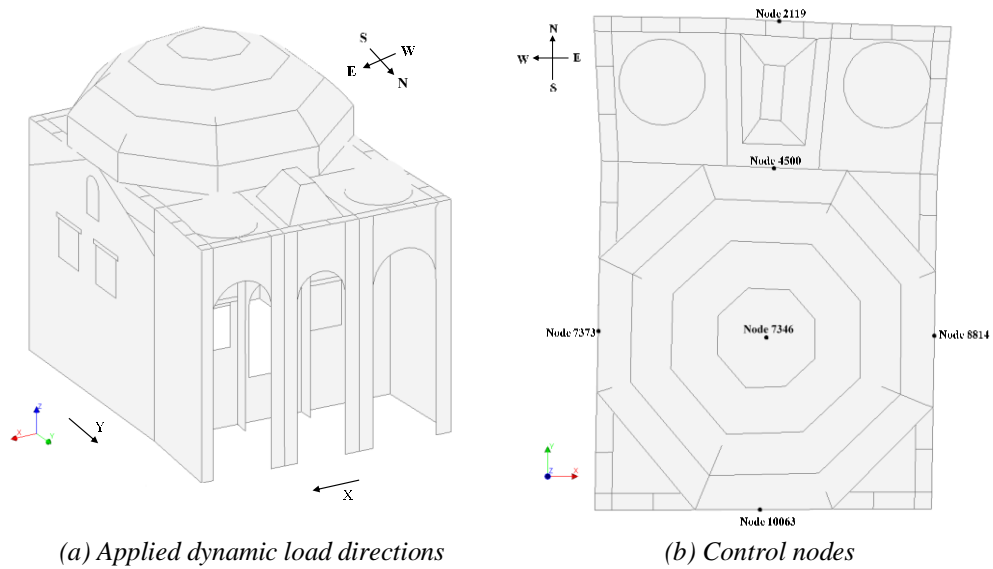 S
W
E
N
Z
X
Y
Y
X
(a) Applied dynamic load directions
Node 2119
N
W
E
S
Node 4500
Node 7373
Node 7346
Node 8814
Y
Z
X
Node 10063
(b) Control nodes